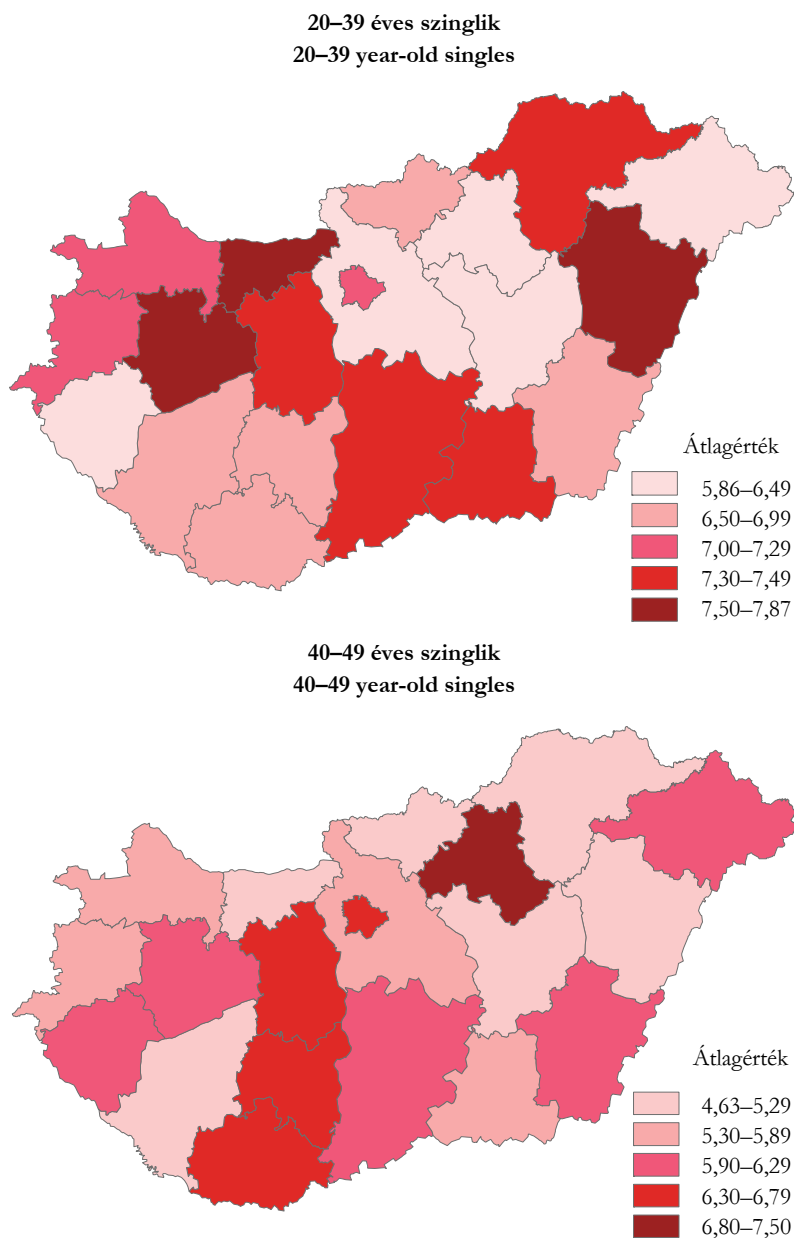 20–39 éves szinglik
20–39 year-old singles
Átlagérték
5,86–6,49
6,50–6,99
7,00–7,29
7,30–7,49
7,50–7,87
40–49 éves szinglik
40–49 year-old singles
Átlagérték
4,63–5,29
5,30–5,89
5,90–6,29
6,30–6,79
6,80–7,50